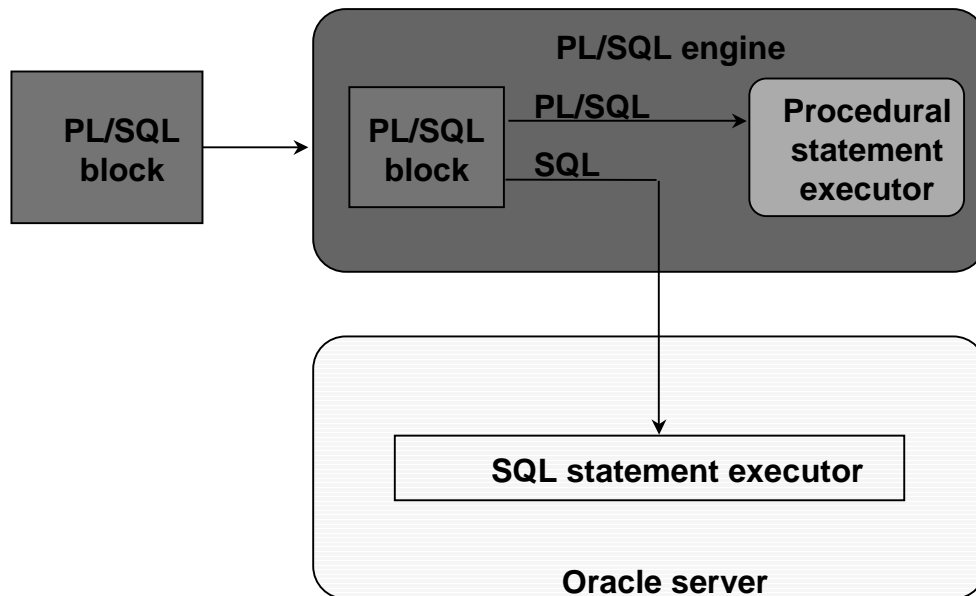 PL/SQL engine
PL/SQL
block
PL/SQL
block
PL/SQL
SQL
Procedural
statement
executor
SQL statement executor
Oracle server